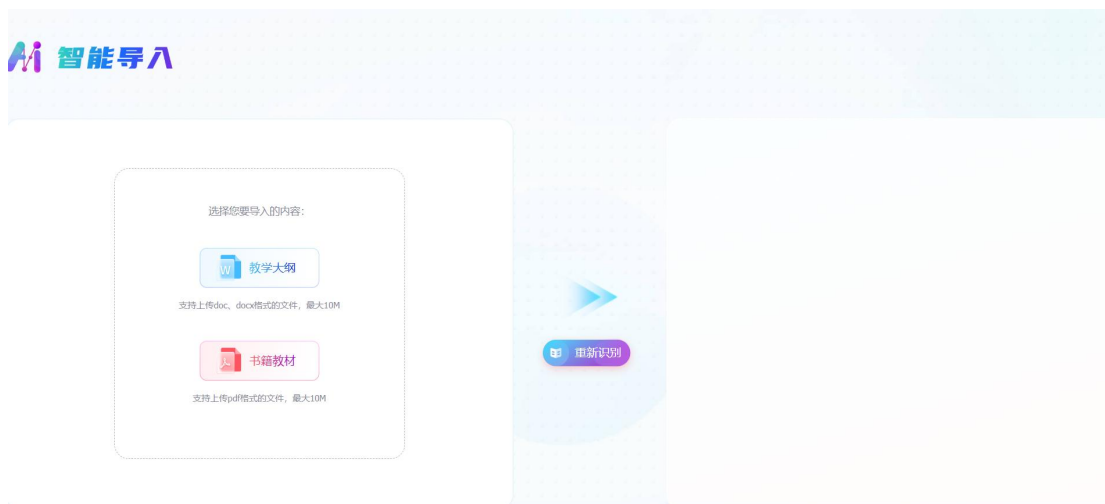 Ai 智能导入
选择您要导入的内容：
教学大纲
支持上传doc、docx格式的文件，最大10M
书籍教材
支持上传pdf格式的文件，最大10M
重新识别